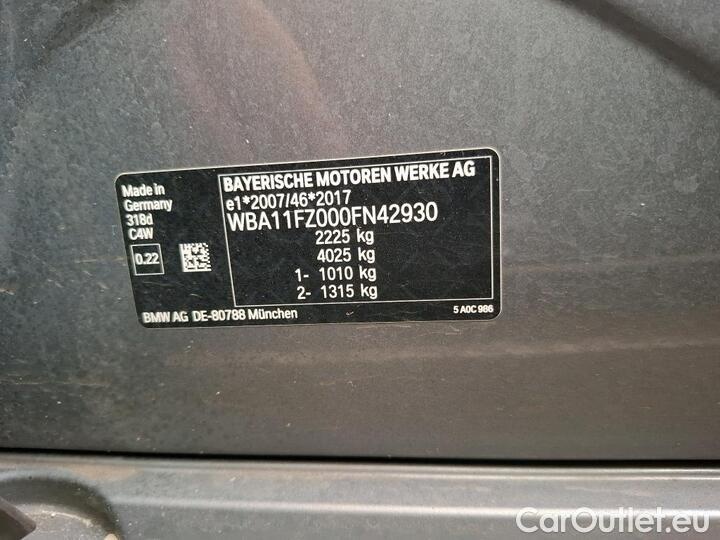 Made in
Germany
318d
C4W
0.22
BAYERISCHE MOTOREN WERKE AG
e1*2007/46*2017
WBA11FZ000FN42930
2225 kg
4025 kg
1- 1010 kg
2- 1315 kg
BMW AG DE-80788 München
5 A0C 986
CarOutlet.eu